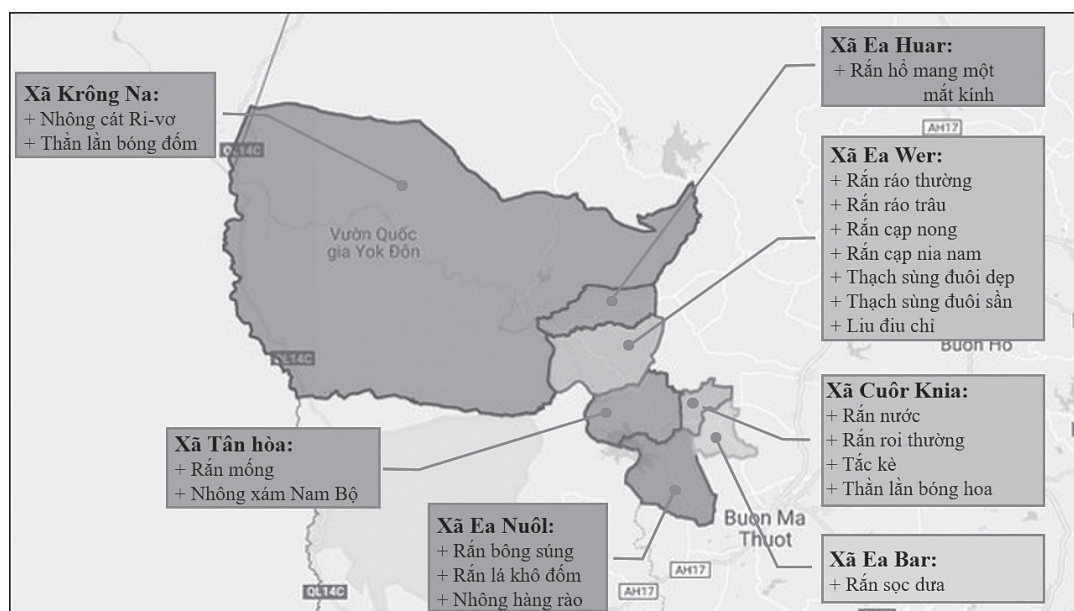 Xã Ea Huar:
+ Rắn hổ mang một
mắt kính
Xã Krông Na:
+ Nhông cát Ri-vơ
+ Thằn lằn bóng đốm
AH17
QL14C
Xã Ea Wer:
+ Rắn ráo thường
+ Rắn ráo trâu
+ Rắn cạp nong
+ Rắn cạp nia nam
+ Thạch sùng đuôi dẹp
+ Thạch sùng đuôi sần
+ Liu điu chỉ
Vườn Quốc
gia Yok Đôn
Buon Ho
QL14C
Xã Cuôr Knia:
+ Rắn nước
+ Rắn roi thường
+ Tắc kè
+ Thằn lằn bóng hoa
Xã Tân hòa:
+ Rắn mống
+ Nhông xám Nam Bộ
Xã Ea Nuôl:
+ Rắn bông súng
+ Rắn lá khô đốm
+ Nhông hàng rào
Buon Ma
Thuot
Xã Ea Bar:
+ Rắn sọc dưa
AH17
AH17
QL14C